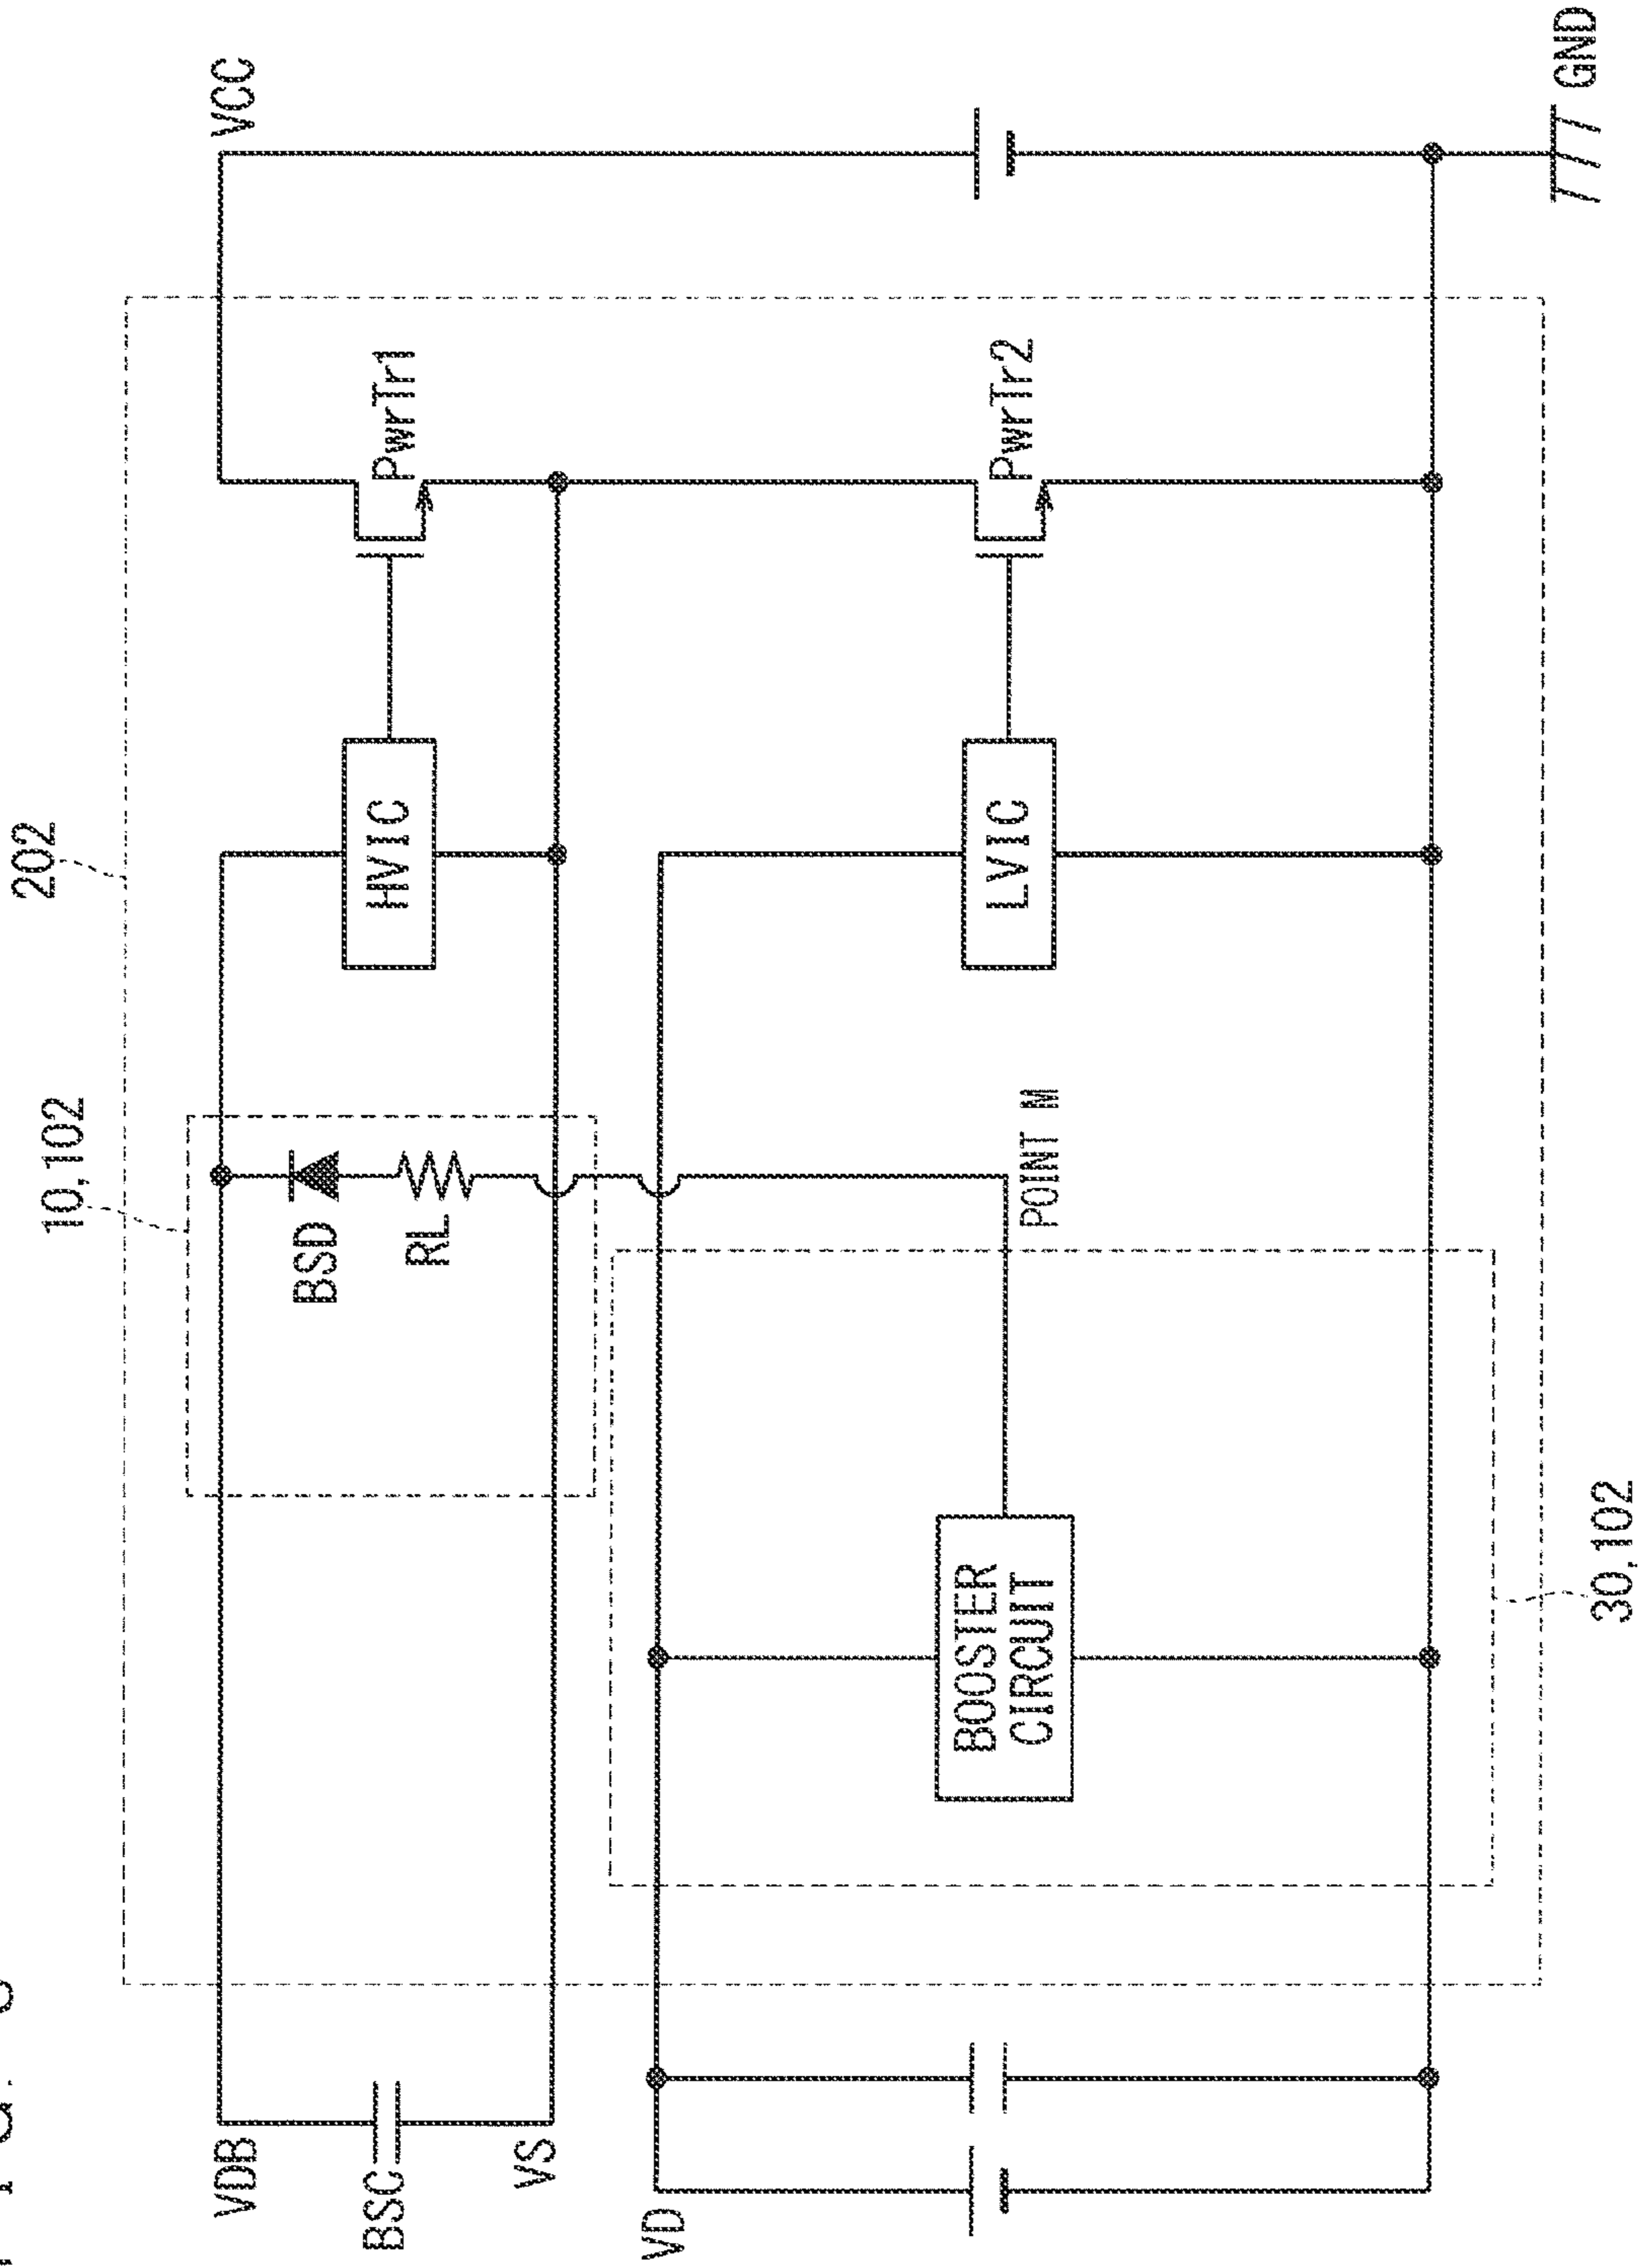 202
10,102
VCC
VDB
BSC
VS
BSD
RL
HVIC
PwrTr1
VD
BOOSTER
CIRCUIT
POINT M
LVIC
PwrTr2
30,102
GND